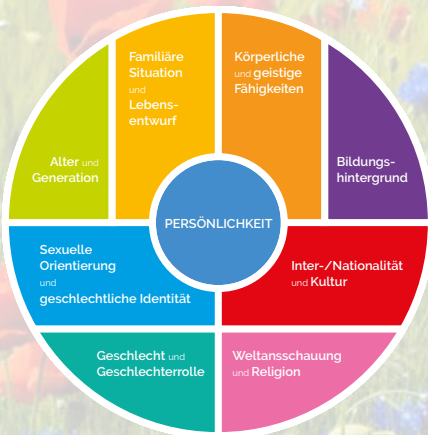 Familiäre
Situation
und
Lebens-
entwurf
Körperliche
und geistige
Fähigkeiten
Alter und
Generation
Bildungs-
hintergrund
PERSÖNLICHKEIT
Sexuelle
Orientierung
und
geschlechtliche Identität
Inter-/Nationalität
und Kultur
Geschlecht und
Geschlechterrolle
Weltansschauung
und Religion